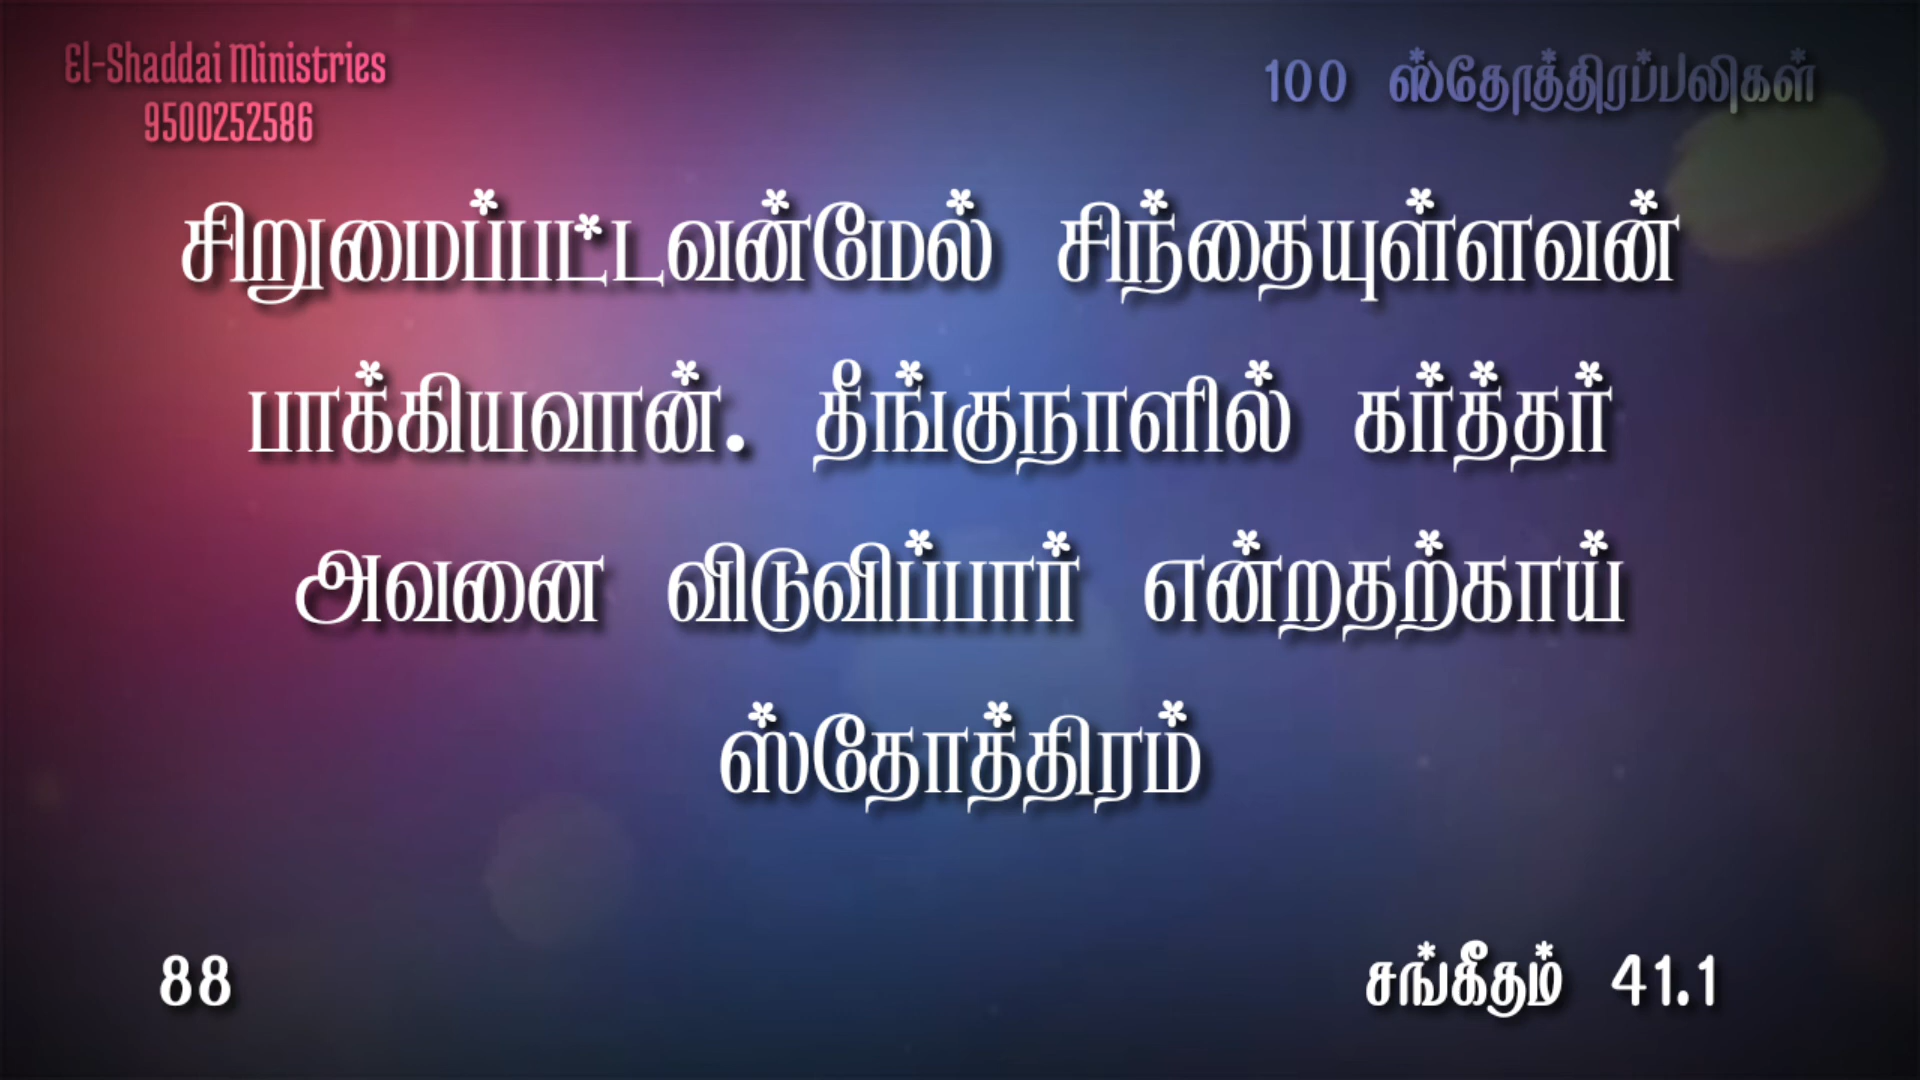 El-Shaddai Ministries
9500252586
100 ஸ்தோத்திரப்பலிகள்
சிறுமைப்பட்டவன்மேல் சிந்தையுள்ளவன்
பாக்கியவான். தீங்குநாளில் கர்த்தர்
அவனை விடுவிப்பார் என்றதற்காய்
ஸ்தோத்திரம்
88
சங்கீதம் 41.1